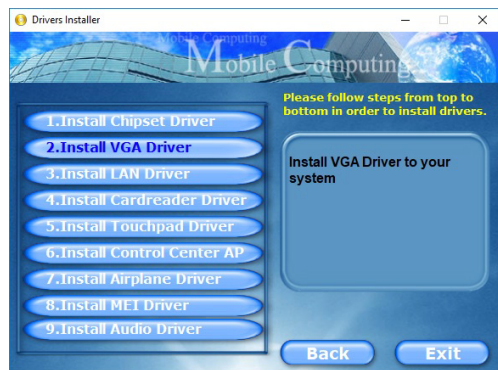 Drivers Installer
Mobile Computing
Mobile Computing
Please follow steps from top to
bottom in order to install drivers.
1.Install Chipset Driver
2.Install VGA Driver
3.Install LAN Driver
4.Install Cardreader Driver
5.Install Touchpad Driver
6.Install Control Center AP
7.Install Airplane Driver
8.Install MEI Driver
9.Install Audio Driver
Install VGA Driver to your
system
Back
Exit